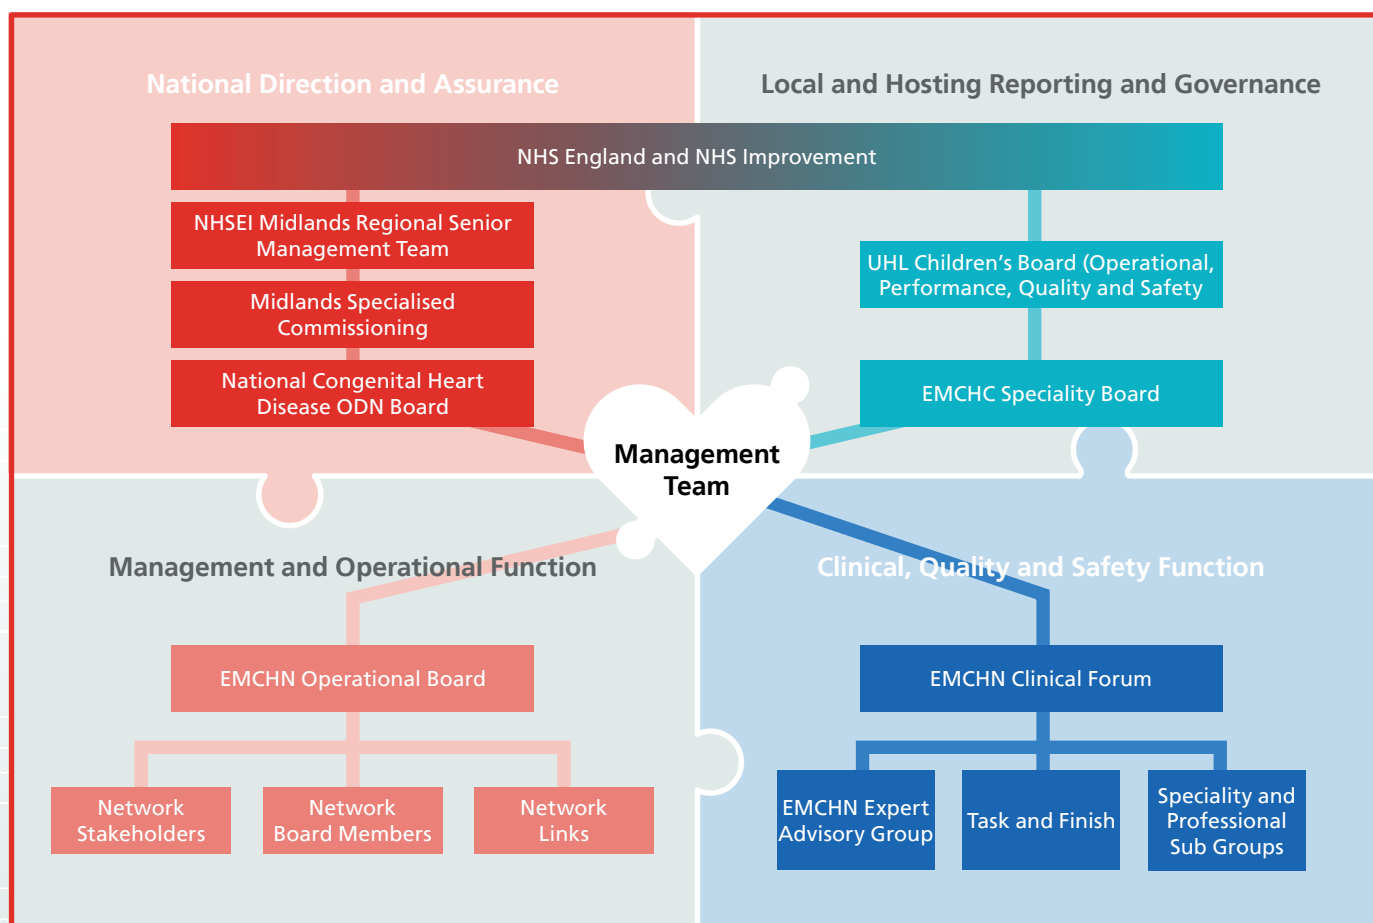 National Direction and Assurance
Local and Hosting Reporting and Governance
NHS England and NHS Improvement
NHSEI Midlands Regional Senior
Management Team
Midlands Specialised
Commissioning
National Congenital Heart
Disease ODN Board
UHL Children’s Board (Operational,
Performance, Quality and Safety
EMCHC Speciality Board
Management
Team
Management and Operational Function
EMCHN Operational Board
Network
Stakeholders
Network
Board Members
Network
Links
Clinical, Quality and Safety Function
EMCHN Clinical Forum
EMCHN Expert
Advisory Group
Task and Finish
Speciality and
Professional
Sub Groups